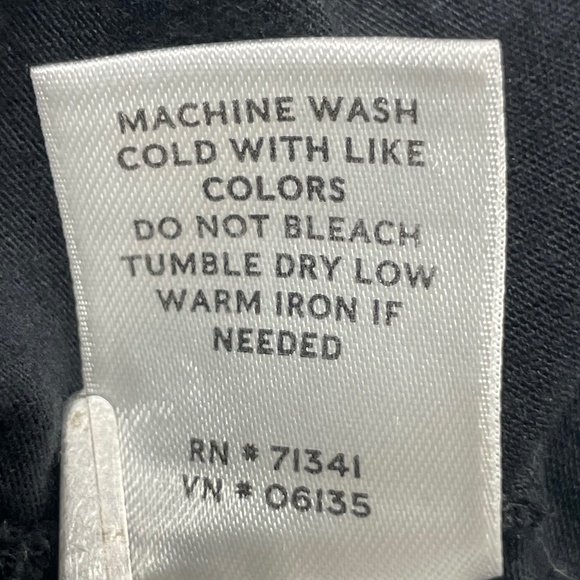 MACHINE WASH
COLD WITH LIKE
COLORS
DO NOT BLEACH
TUMBLE DRY LOW
WARM IRON IF
NEEDED
RN # 71341
VN # 06135